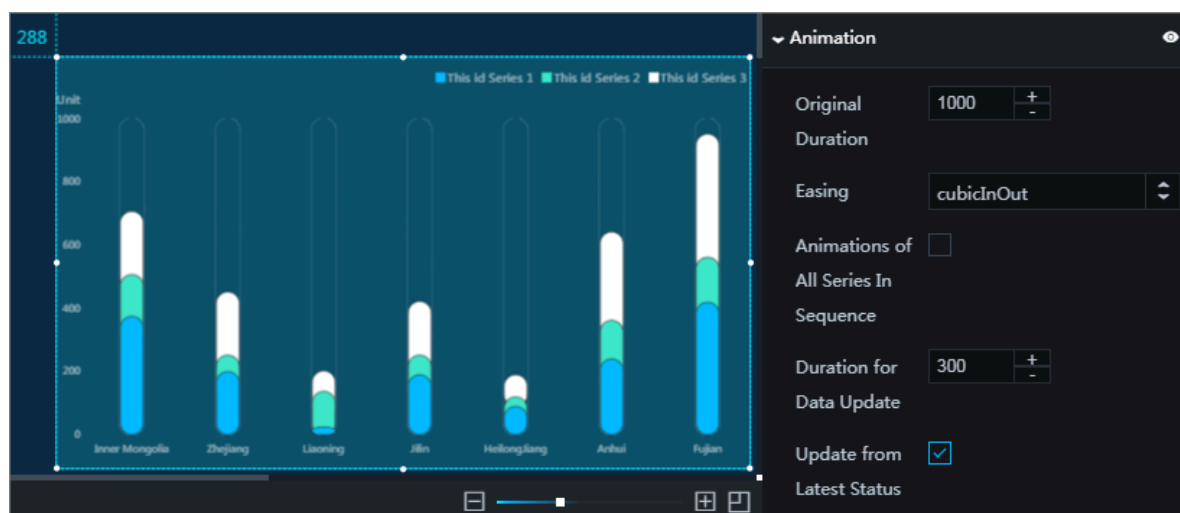 288
This id Series 1 This id Series 2 This id Series 3
Unit
1000
800
600
400
200
0
Inner Mongolia Zhejiang Liaoning Jilin HeilongJiang Anhui Fujian
Animation
Original
Duration
1000
+
-
Easing
cubicInOut
Animations of
All Series In
Sequence
Duration for
Data Update
300
+
-
Update from
Latest Status